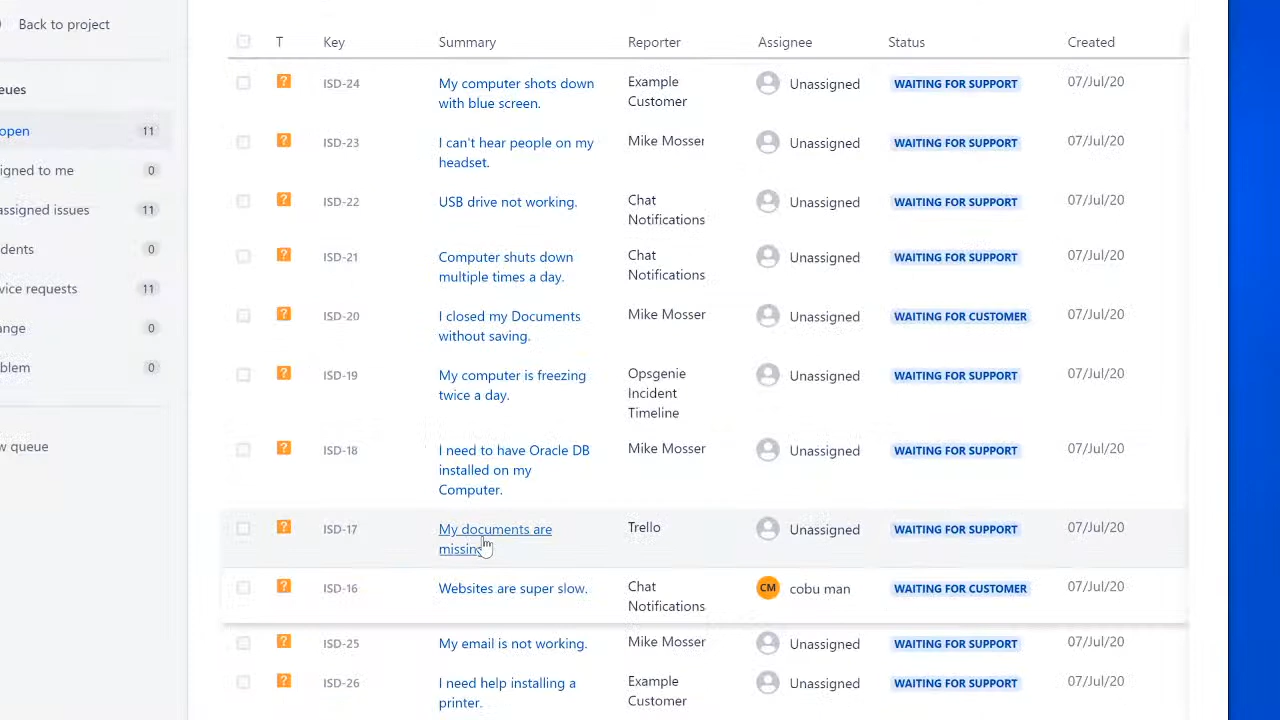 Back to project
ueues
open 11
igned to me 0
assigned issues 11
dents 0
vice requests 11
ange 0
blem 0
w queue
T Key Summary Reporter Assignee Status Created
? ISD-24 My computer shots down with blue screen. Example Customer Unassigned WAITING FOR SUPPORT 07/Jul/20
? ISD-23 I can't hear people on my headset. Mike Mosser Unassigned WAITING FOR SUPPORT 07/Jul/20
? ISD-22 USB drive not working. Chat Notifications Unassigned WAITING FOR SUPPORT 07/Jul/20
? ISD-21 Computer shuts down multiple times a day. Chat Notifications Unassigned WAITING FOR SUPPORT 07/Jul/20
? ISD-20 I closed my Documents without saving. Mike Mosser Unassigned WAITING FOR CUSTOMER 07/Jul/20
? ISD-19 My computer is freezing twice a day. Opsgenie Incident Timeline Unassigned WAITING FOR SUPPORT 07/Jul/20
? ISD-18 I need to have Oracle DB installed on my Computer. Mike Mosser Unassigned WAITING FOR SUPPORT 07/Jul/20
? ISD-17 My documents are missin Trello Unassigned WAITING FOR SUPPORT 07/Jul/20
? ISD-16 Websites are super slow. Chat Notifications CM cobu man WAITING FOR CUSTOMER 07/Jul/20
? ISD-25 My email is not working. Mike Mosser Unassigned WAITING FOR SUPPORT 07/Jul/20
? ISD-26 I need help installing a printer. Example Customer Unassigned WAITING FOR SUPPORT 07/Jul/20